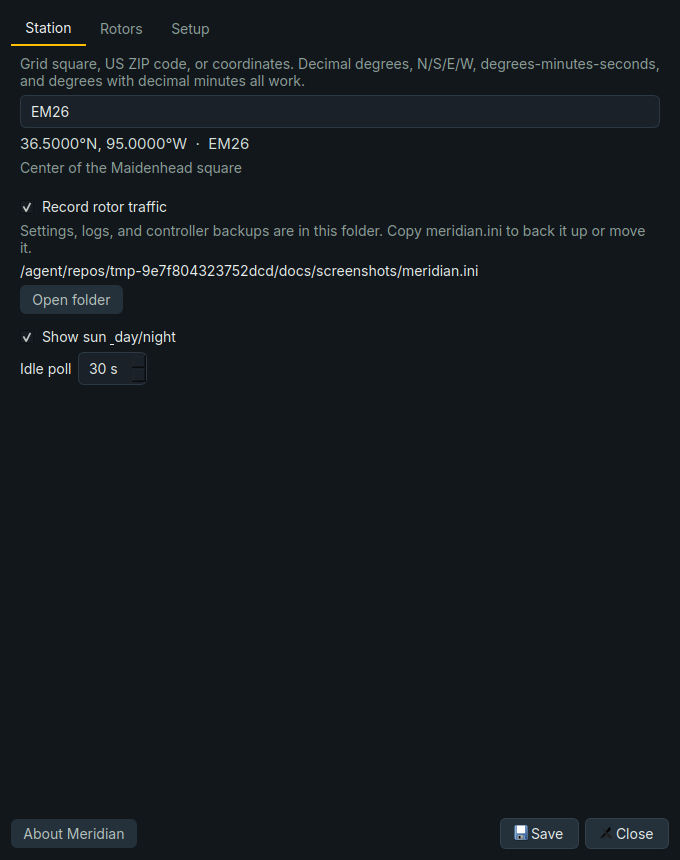 Station
Rotors
Setup
Grid square, US ZIP code, or coordinates. Decimal degrees, N/S/E/W, degrees-minutes-seconds,
and degrees with decimal minutes all work.
EM26
36.5000°N, 95.0000°W · EM26
Center of the Maidenhead square
Record rotor traffic
Settings, logs, and controller backups are in this folder. Copy meridian.ini to back it up or move
it.
/agent/repos/tmp-9e7f804323752dcd/docs/screenshots/meridian.ini
Open folder
Show sun _day/night
Idle poll
30 s
About Meridian
Save
Close